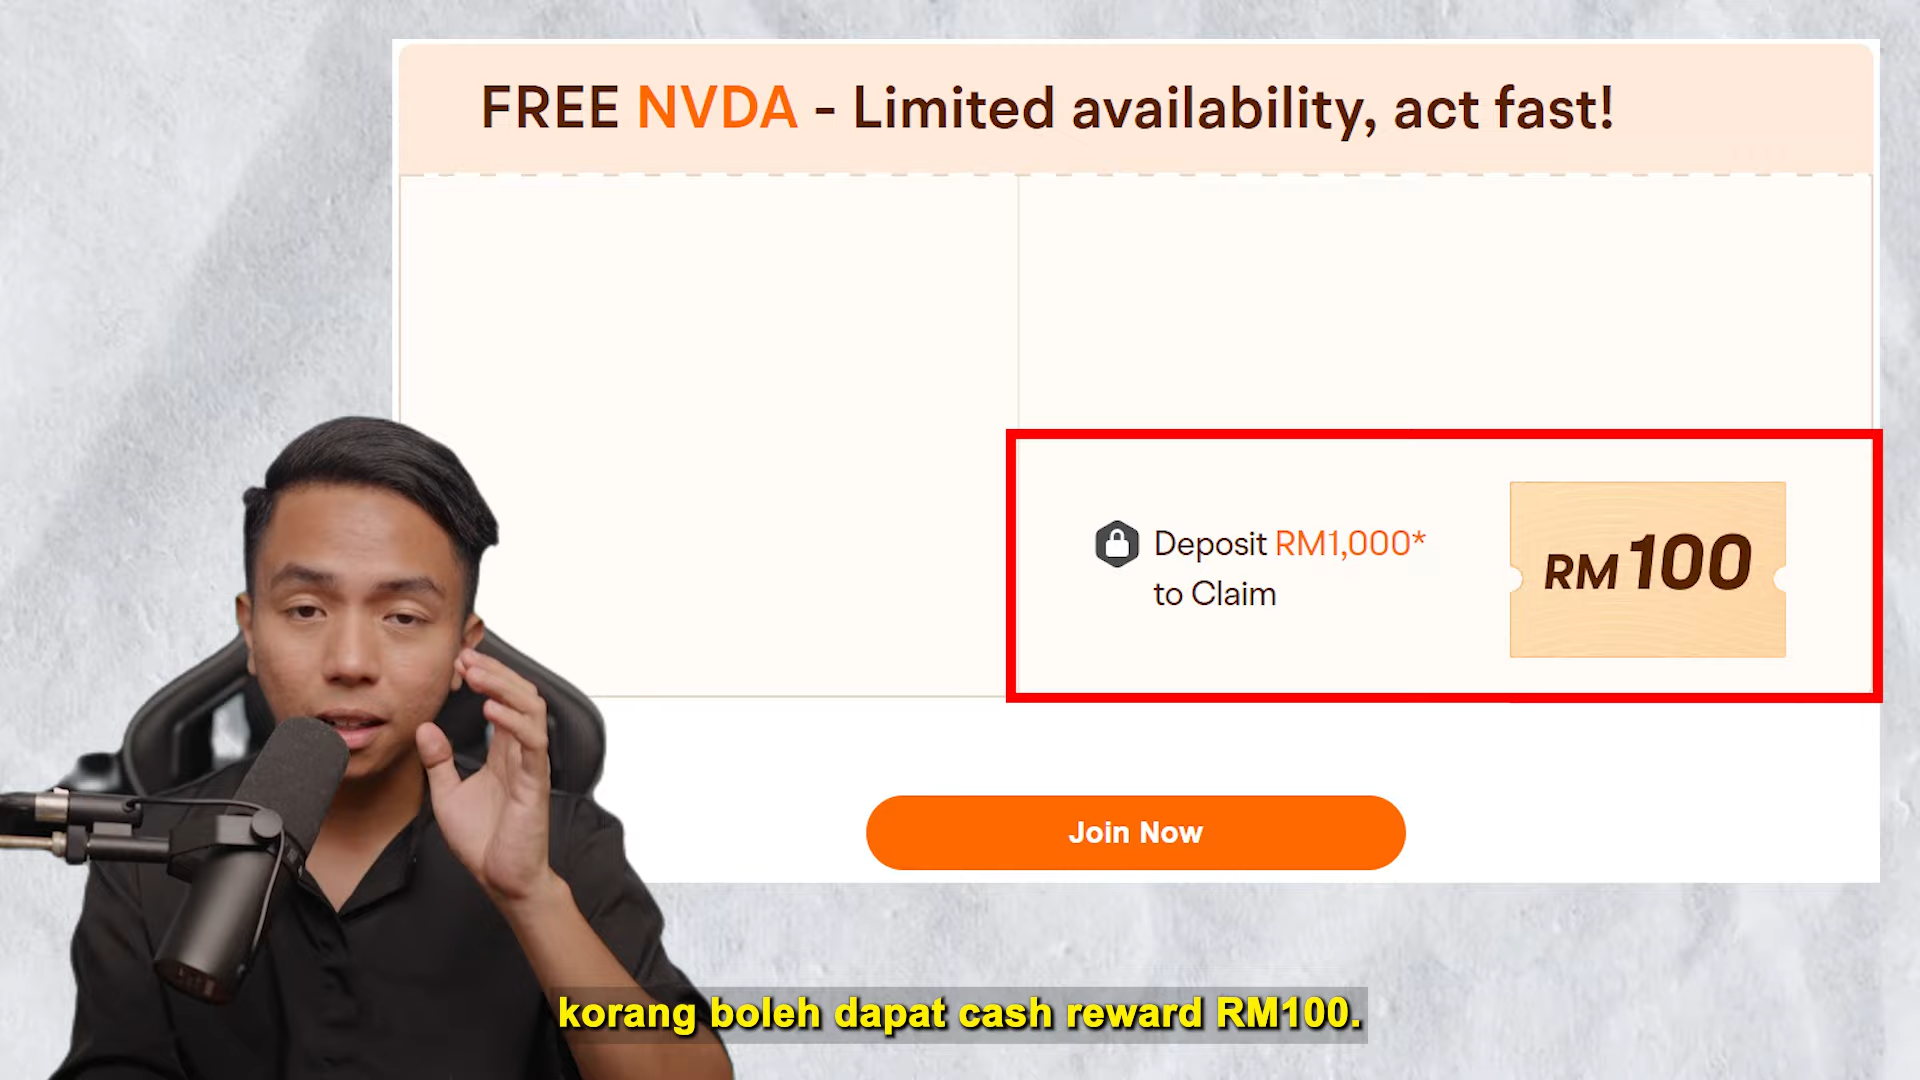 FREE NVDA - Limited availability, act fast!
Deposit RM1,000*
to Claim
RM100
Join Now
korang boleh dapat cash reward RM100.